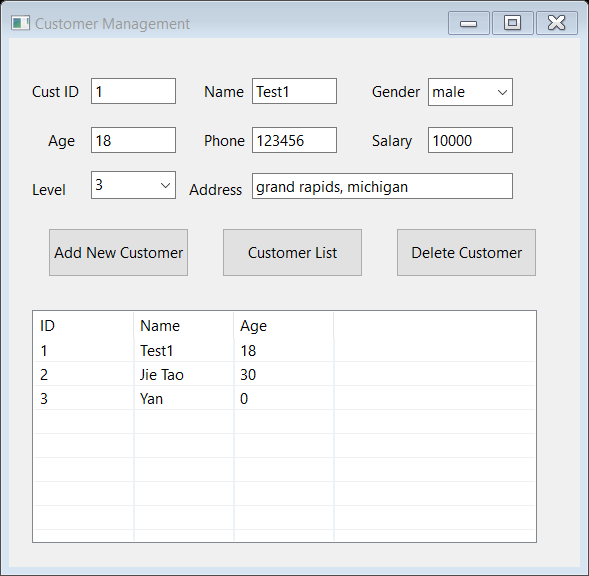 Customer Management
Cust ID 1 Name Test1 Gender male
Age 18 Phone 123456 Salary 10000
Level 3 Address grand rapids, michigan
Add New Customer Customer List Delete Customer
ID Name Age
1 Test1 18
2 Jie Tao 30
3 Yan 0